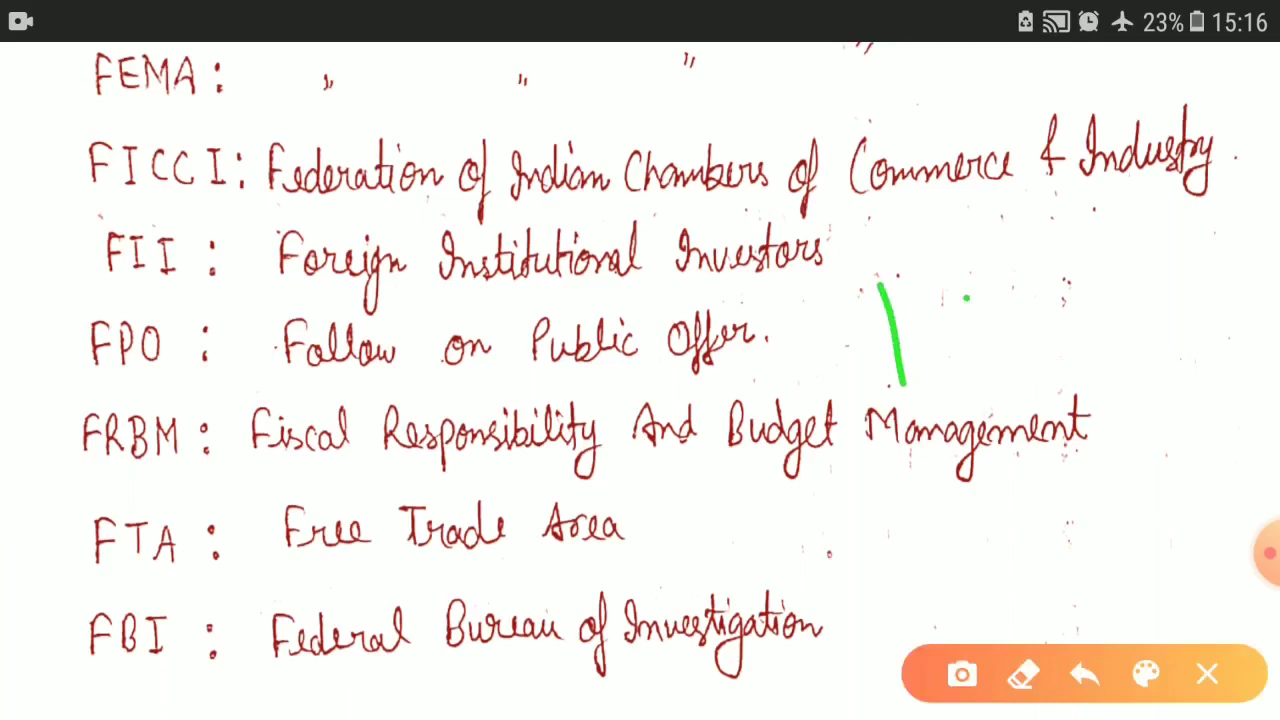 23% 15:16
FEMA : " " " "
FICCI : Federation of Indian Chambers of Commerce & Industry.
FII : Foreign Institutional Investors
FPO : Follow on Public Offer.
FRBM : Fiscal Responsibility And Budget Management
FTA : Free Trade Area
FBI : Federal Bureau of Investigation